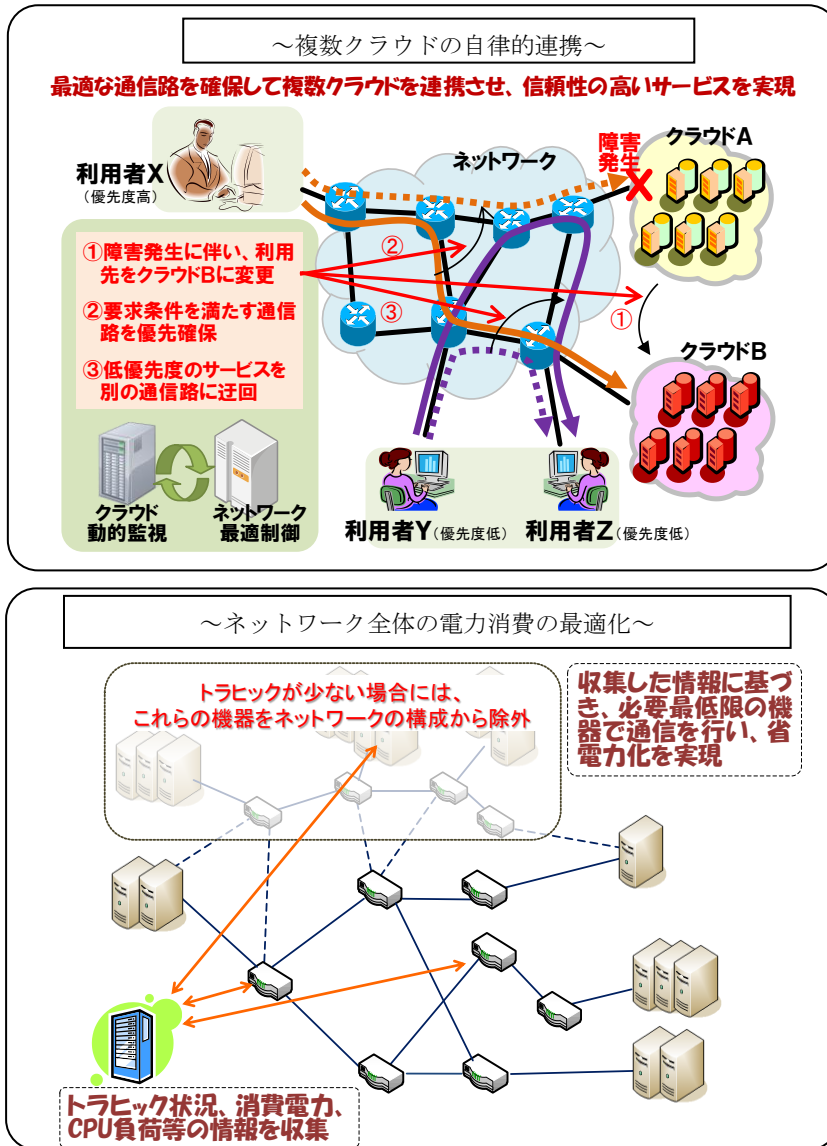 ～複数クラウドの自律的連携～
最適な通信路を確保して複数クラウドを連携させ、信頼性の高いサービスを実現
利用者X
（優先度高）
ネットワーク
障害
発生
クラウドA
①障害発生に伴い、利用
先をクラウドBに変更
②要求条件を満たす通信
路を優先確保
③低優先度のサービスを
別の通信路に迂回
②
③
①
クラウドB
クラウド
動的監視
ネットワーク
最適制御
利用者Y（優先度低）
利用者Z（優先度低）
～ネットワーク全体の電力消費の最適化～
トラヒックが少ない場合には、
これらの機器をネットワークの構成から除外
収集した情報に基づ
き、必要最低限の機
器で通信を行い、省
電力化を実現
トラヒック状況、消費電力、
CPU負荷等の情報を収集